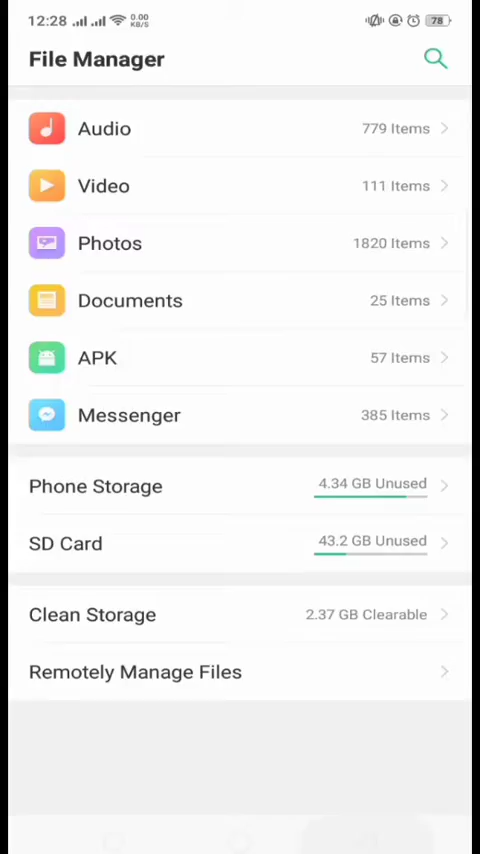 12:28 0.00 KB/S 78
File Manager
Audio 779 Items
Video 111 Items
Photos 1820 Items
Documents 25 Items
APK 57 Items
Messenger 385 Items
Phone Storage 4.34 GB Unused
SD Card 43.2 GB Unused
Clean Storage 2.37 GB Clearable
Remotely Manage Files